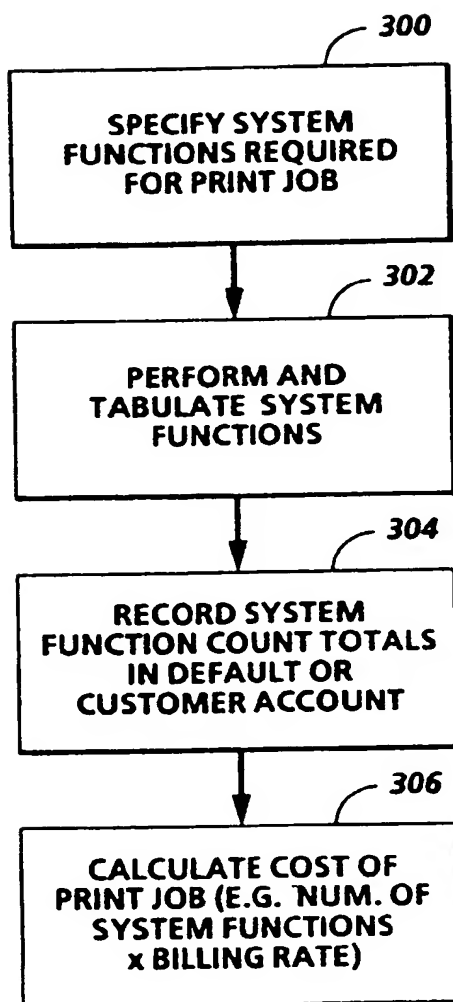 300
SPECIFY SYSTEM
FUNCTIONS REQUIRED
FOR PRINT JOB
302
PERFORM AND
TABULATE SYSTEM
FUNCTIONS
304
RECORD SYSTEM
FUNCTION COUNT TOTALS
IN DEFAULT OR
CUSTOMER ACCOUNT
306
CALCULATE COST OF
PRINT JOB (E.G. NUM. OF
SYSTEM FUNCTIONS
x BILLING RATE)